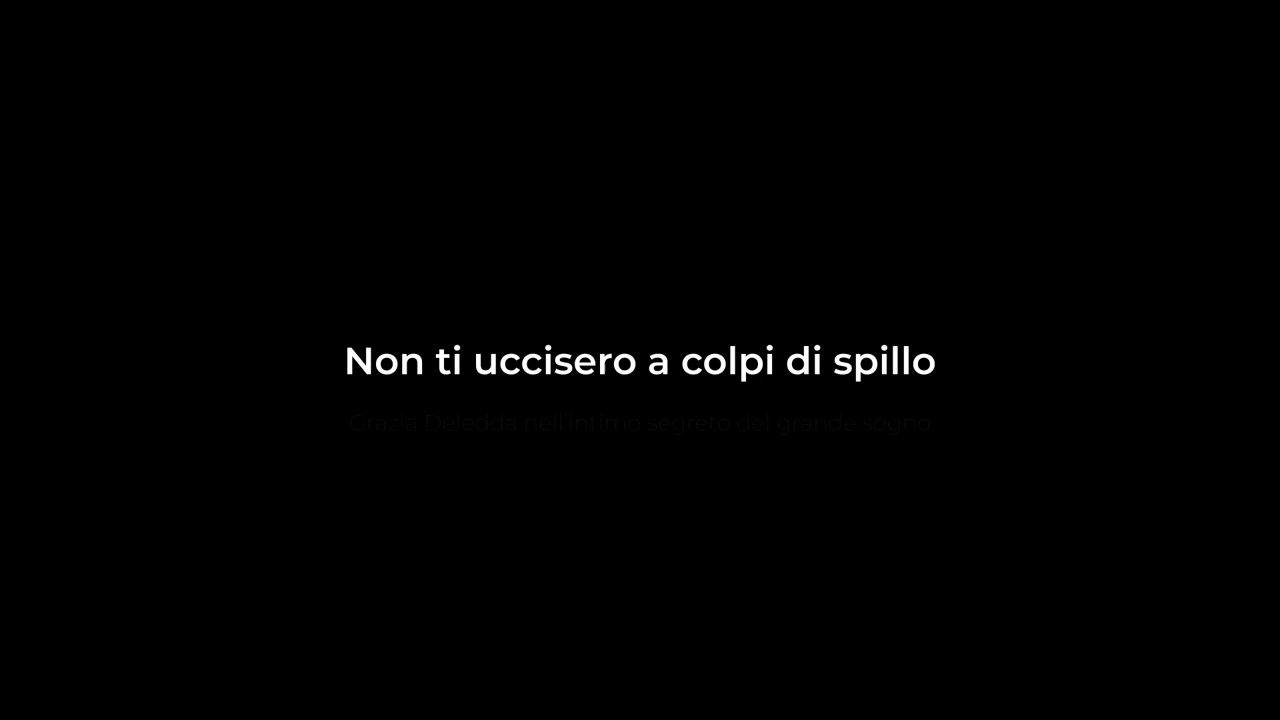 Non ti uccisero a colpi di spillo
Grazia Deledda nell'intimo segreto del grande sogno